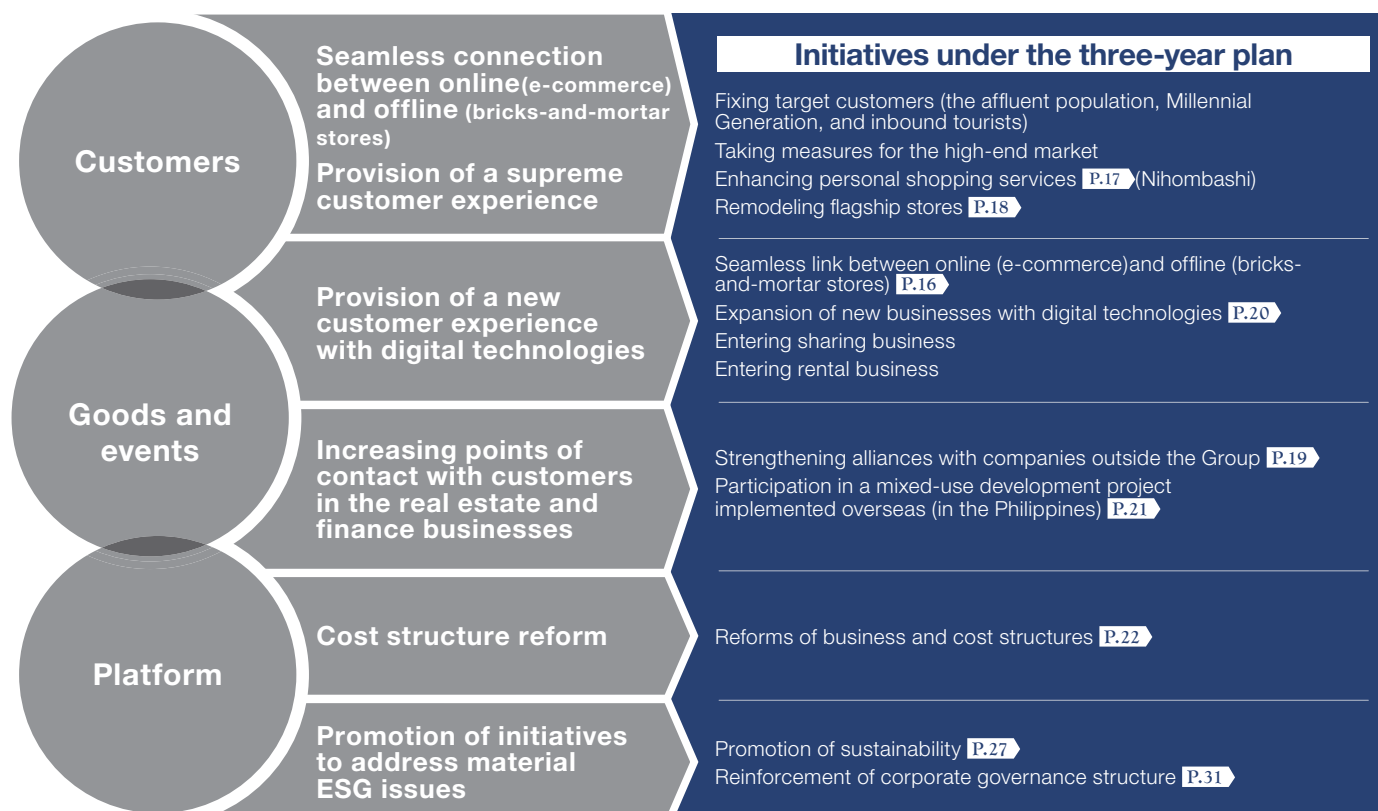 Customers
Goods and
events
Platform
Seamless connection
between online(e-commerce)
and offline (bricks-and-mortar
stores)
Provision of a supreme
customer experience
Provision of a new
customer experience
with digital technologies
Increasing points of
contact with customers
in the real estate and
finance businesses
Cost structure reform
Promotion of initiatives
to address material
ESG issues
Initiatives under the three-year plan
Fixing target customers (the affluent population, Millennial
Generation, and inbound tourists)
Taking measures for the high-end market
Enhancing personal shopping services P.17 (Nihombashi)
Remodeling flagship stores P.18
Seamless link between online (e-commerce)and offline (bricks-
and-mortar stores) P.16
Expansion of new businesses with digital technologies P.20
Entering sharing business
Entering rental business
Strengthening alliances with companies outside the Group P.19
Participation in a mixed-use development project
implemented overseas (in the Philippines) P.21
Reforms of business and cost structures P.22
Promotion of sustainability P.27
Reinforcement of corporate governance structure P.31